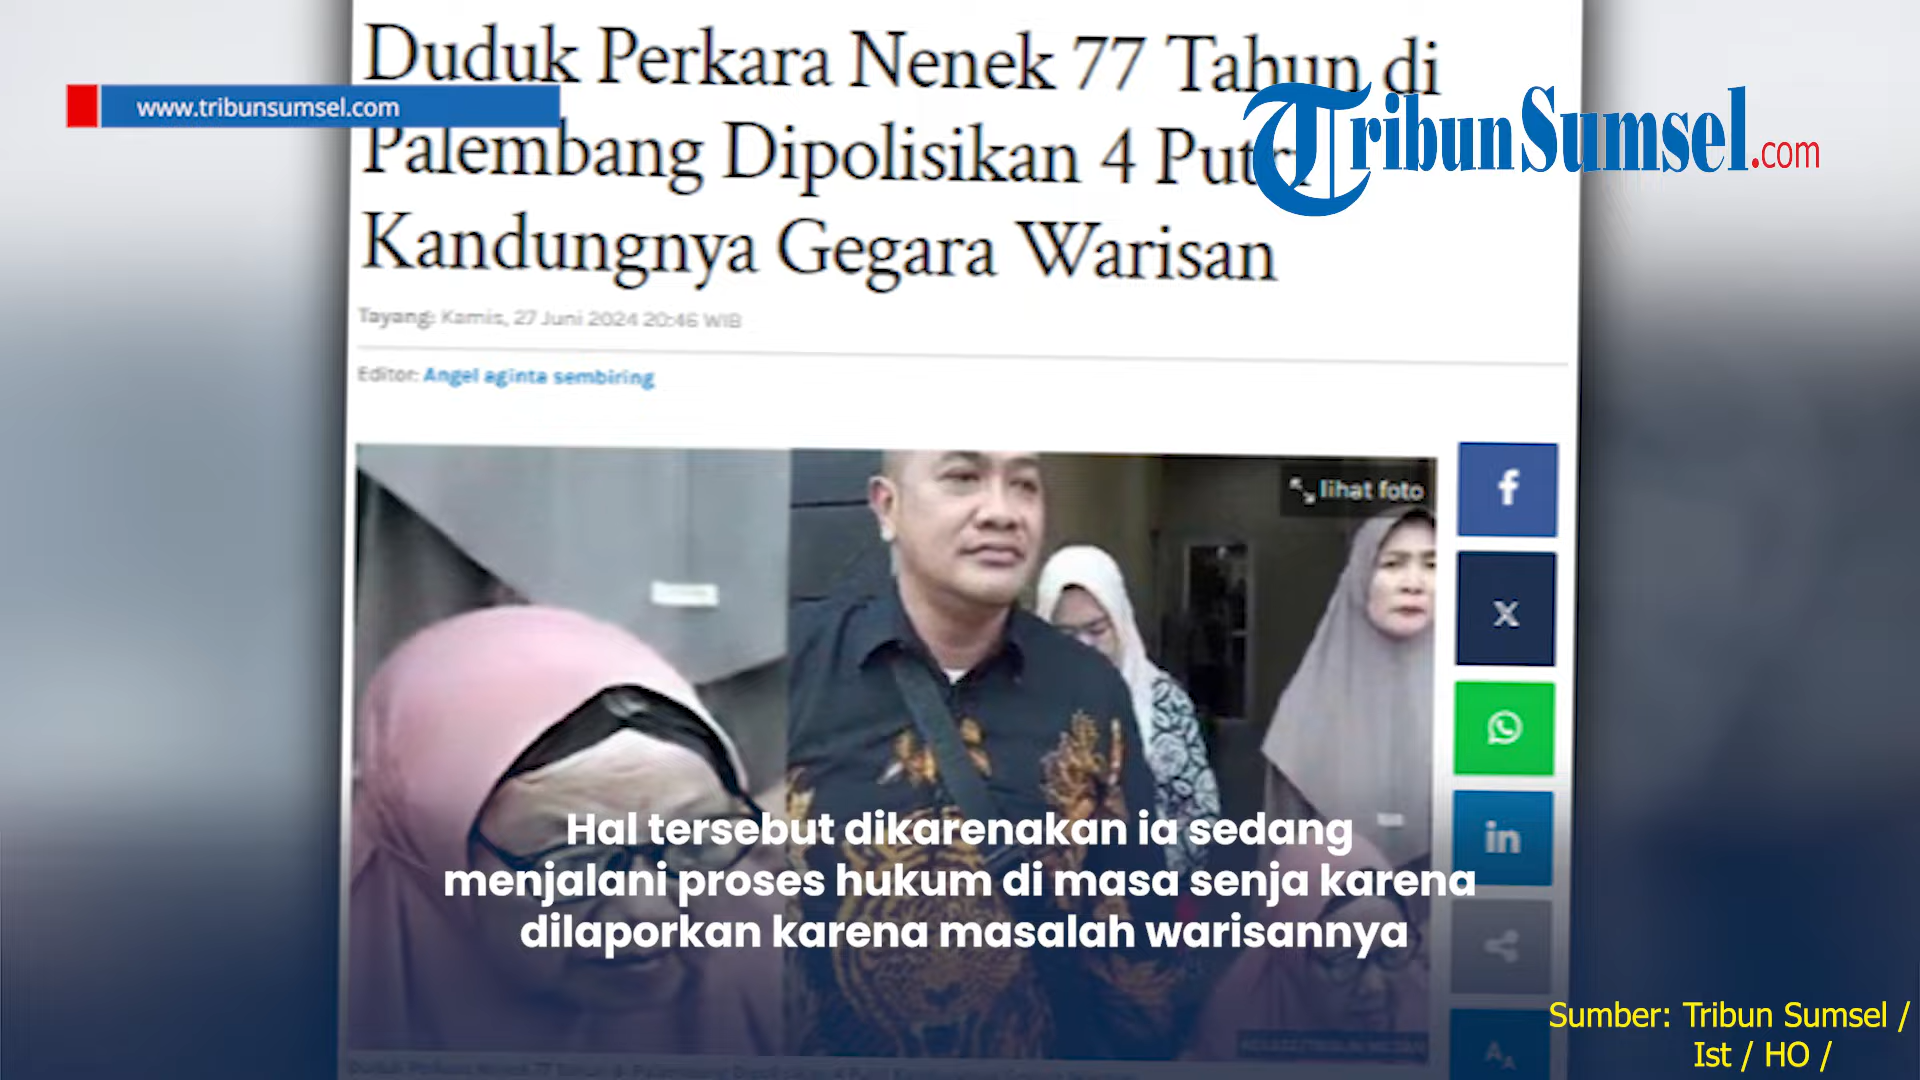 Duduk Perkara Nenek 77 Tahun di
www.tribunsumsel.com
TribunSumsel.com
Palembang Dipolisikan 4 Putri
Kandungnya Gegara Warisan
Tayang: Kamis, 27 Juni 2024 20:46 WIB
Editor: Angel aginta sembiring
lihat foto
Hal tersebut dikarenakan ia sedang
menjalani proses hukum di masa senja karena
dilaporkan karena masalah warisannya
Sumber: Tribun Sumsel /
Ist / HO /